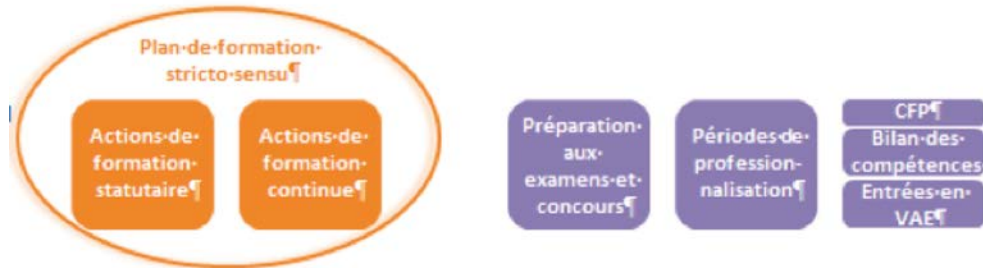 Plan·de·formation·
stricto·sensu¶
Actions·de·
formation·
statutaire¶
Actions·de·
formation·
continue¶
Préparation·
aux·
examens·et·
concours¶
Périodes·de·
profession-
nalisation¶
CFP¶
Bilan·des·
compétences·
Entrées·en·
VAE¶